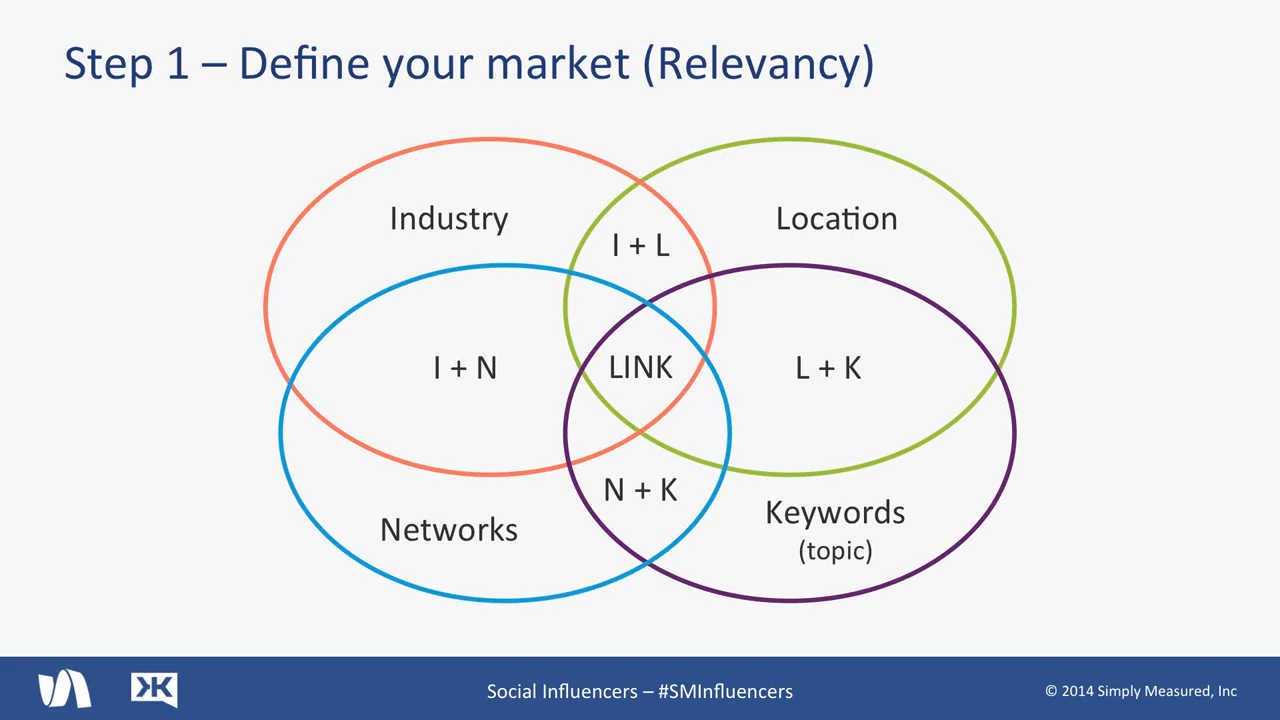 Step 1 – Define your market (Relevancy)
Industry
Location
I + L
I + N
LINK
L + K
N + K
Networks
Keywords
(topic)
Social Influencers – #SMInfluencers
© 2014 Simply Measured, Inc